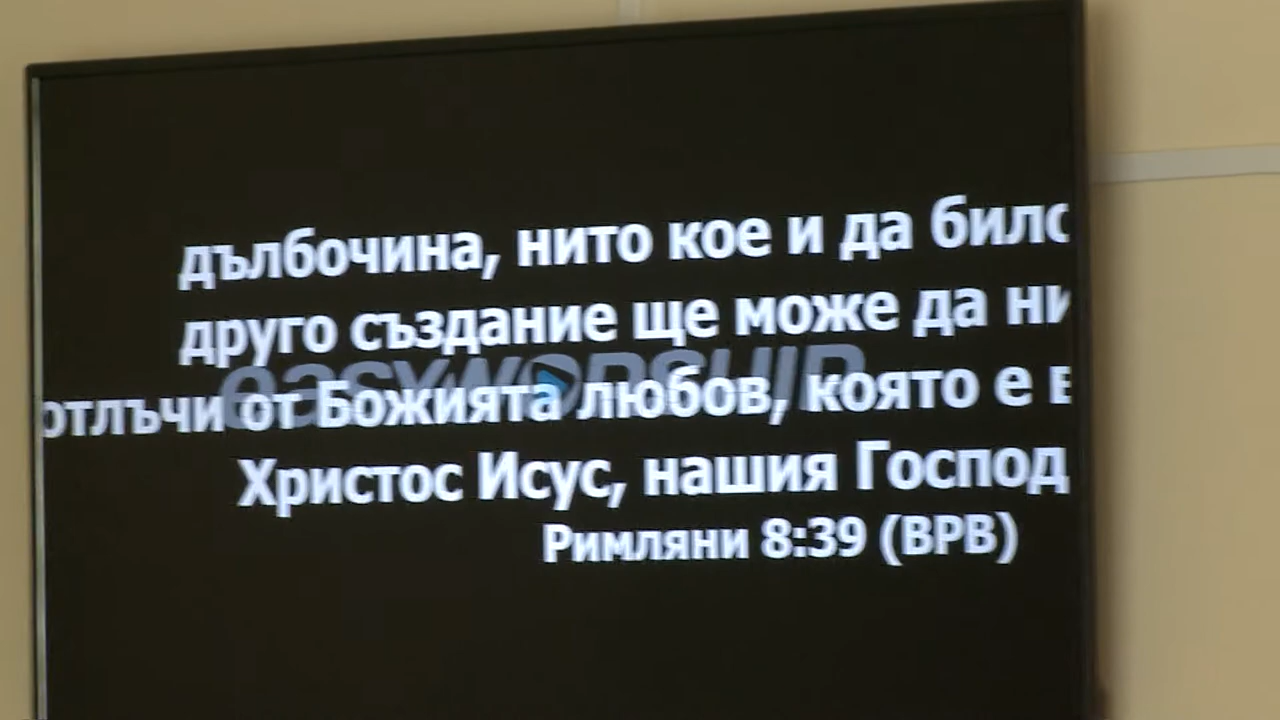 дълбочина, нито кое и да било
друго създание ще може да ни
easyworship
отлъчи от Божията любов, която е в
Христос Исус, нашия Господ
Римляни 8:39 (ВРВ)